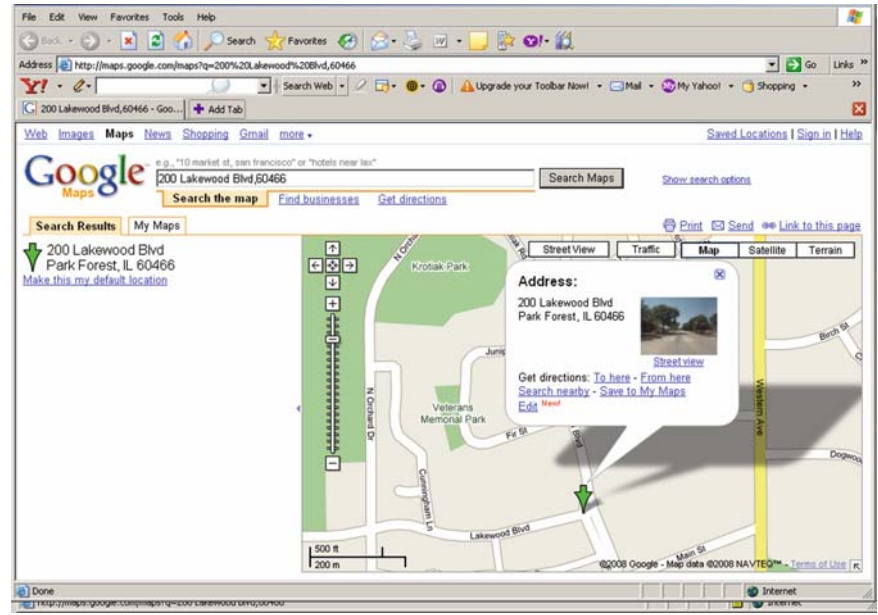 File Edit View Favorites Tools Help
Back Search Favorites
Address http://maps.google.com/maps?q=200%20Lakewood%20Blvd,60466 Go Links »
Y! Search Web Upgrade your Toolbar Now! Mail My Yahoo! Shopping »
200 Lakewood Blvd,60466 - Goo... Add Tab
Web Images Maps News Shopping Gmail more Saved Locations | Sign in | Help
e.g., "10 market st, san francisco" or "hotels near lax"
Google Maps 200 Lakewood Blvd,60466 Search Maps Show search options
Search the map Find businesses Get directions
Search Results My Maps Print Send Link to this page
200 Lakewood Blvd
Park Forest, IL 60466
Make this my default location
Street View Traffic Map Satellite Terrain
Krotiak Park
Address:
200 Lakewood Blvd
Park Forest, IL 60466
Street view
Get directions: To here - From here
Search nearby - Save to My Maps
Edit New!
Birch St
N Orchard Dr
Veterans
Memorial Park
Fir St
Blvd
Western Ave
Cunningham Ln
Lakewood Blvd
Main St
500 ft
200 m
©2008 Google - Map data ©2008 NAVTEQ™ - Terms of Use
Done Internet